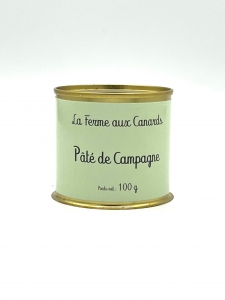 La Ferme aux Canards
Pâté de Campagne
Poids net : 100 g